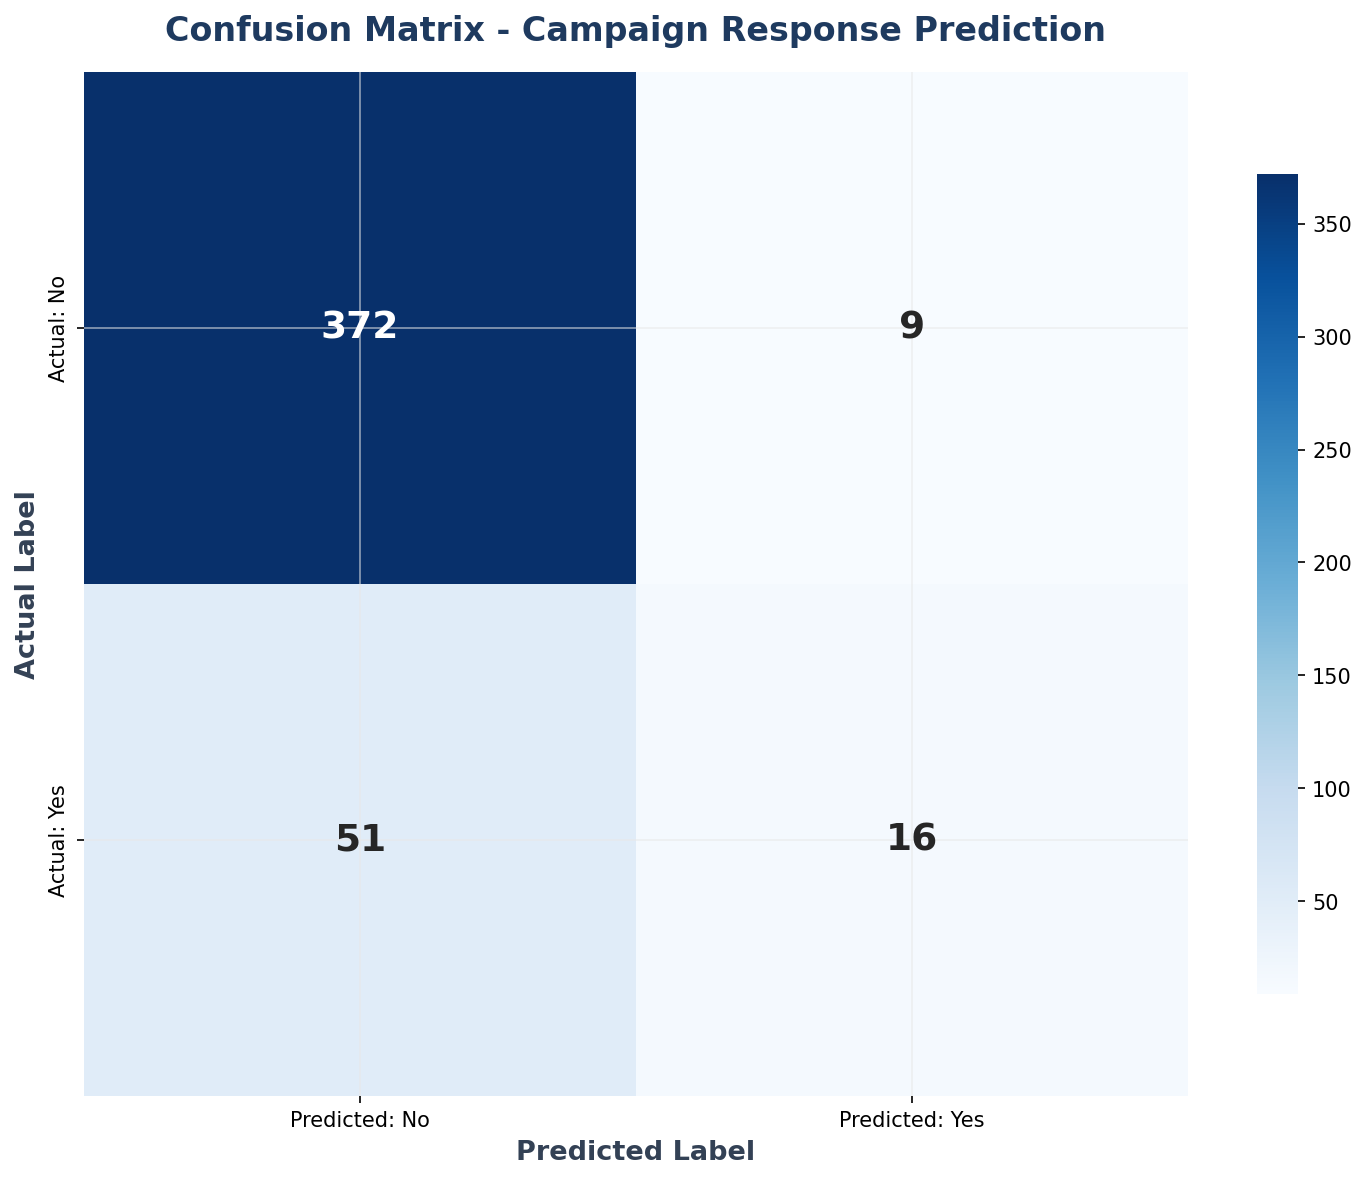 Confusion Matrix - Campaign Response Prediction
Actual Label
Actual: No
372
9
Actual: Yes
51
16
Predicted: No
Predicted: Yes
Predicted Label
350
300
250
200
150
100
50